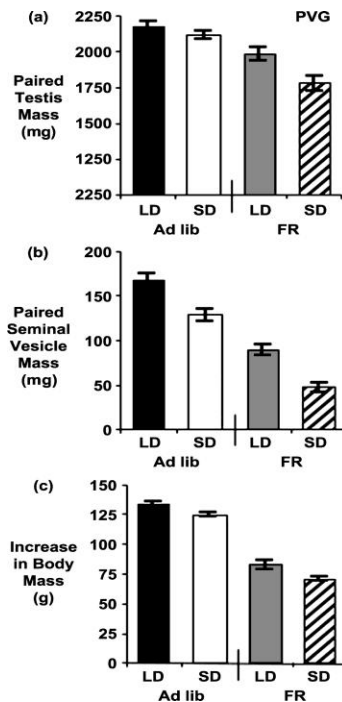 (a)
PVG
Paired
Testis
Mass
(mg)
2250
2000
1750
1500
1250
2250
LD SD LD SD
Ad lib FR
(b)
Paired
Seminal
Vesicle
Mass
(mg)
200
150
100
50
0
LD SD LD SD
Ad lib FR
(c)
Increase
in Body
Mass
(g)
150
125
100
75
50
25
0
LD SD LD SD
Ad lib FR